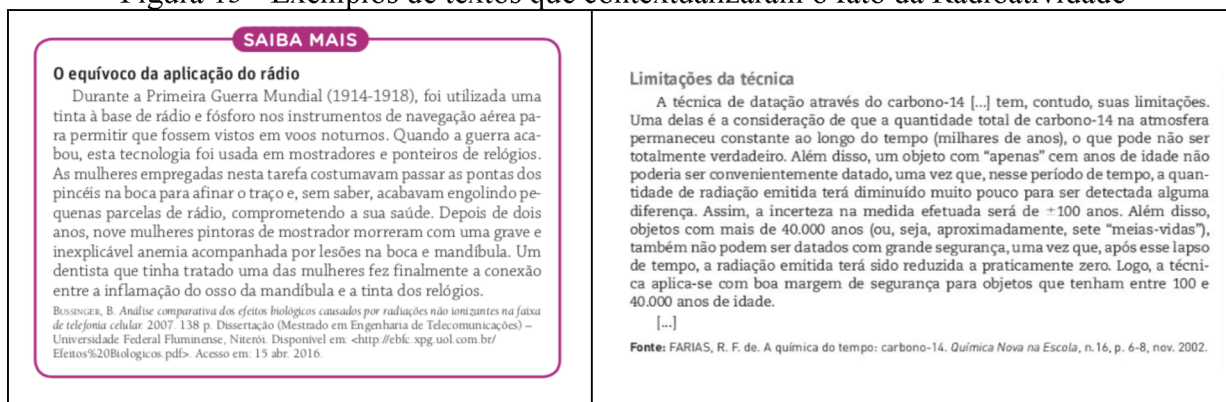 Figura 15 - Exemplos de textos que contextualizaram o fato da Radioatividade
SAIBA MAIS
O equívoco da aplicação do rádio
Durante a Primeira Guerra Mundial (1914-1918), foi utilizada uma
tinta à base de rádio e fósforo nos instrumentos de navegação aérea pa-
ra permitir que fossem vistos em voos noturnos. Quando a guerra aca-
bou, esta tecnologia foi usada em mostradores e ponteiros de relógios.
As mulheres empregadas nesta tarefa costumavam passar as pontas dos
pincéis na boca para afinar o traço e, sem saber, acabavam engolindo pe-
quenas parcelas de rádio, comprometendo a sua saúde. Depois de dois
anos, nove mulheres pintoras de mostrador morreram com uma grave e
inexplicável anemia acompanhada por lesões na boca e mandíbula. Um
dentista que tinha tratado uma das mulheres fez finalmente a conexão
entre a inflamação do osso da mandíbula e a tinta dos relógios.
BUSSINGER, B. Análise comparativa dos efeitos biológicos causados por radiações não ionizantes na faixa
de telefonia celular. 2007. 138 p. Dissertação (Mestrado em Engenharia de Telecomunicações) –
Universidade Federal Fluminense, Niterói. Disponível em: <http://ebfc.xpg.uol.com.br/
Efeitos%20Biologicos.pdf>. Acesso em: 15 abr. 2016.
Limitações da técnica
A técnica de datação através do carbono-14 [...] tem, contudo, suas limitações.
Uma delas é a consideração de que a quantidade total de carbono-14 na atmosfera
permaneceu constante ao longo do tempo (milhares de anos), o que pode não ser
totalmente verdadeiro. Além disso, um objeto com “apenas” cem anos de idade não
poderia ser convenientemente datado, uma vez que, nesse período de tempo, a quan-
tidade de radiação emitida terá diminuído muito pouco para ser detectada alguma
diferença. Assim, a incerteza na medida efetuada será de ±100 anos. Além disso,
objetos com mais de 40.000 anos (ou, seja, aproximadamente, sete “meias-vidas”),
também não podem ser datados com grande segurança, uma vez que, após esse lapso
de tempo, a radiação emitida terá sido reduzida a praticamente zero. Logo, a técni-
ca aplica-se com boa margem de segurança para objetos que tenham entre 100 e
40.000 anos de idade.
[...]
Fonte: FARIAS, R. F. de. A química do tempo: carbono-14. Química Nova na Escola, n.16, p. 6-8, nov. 2002.